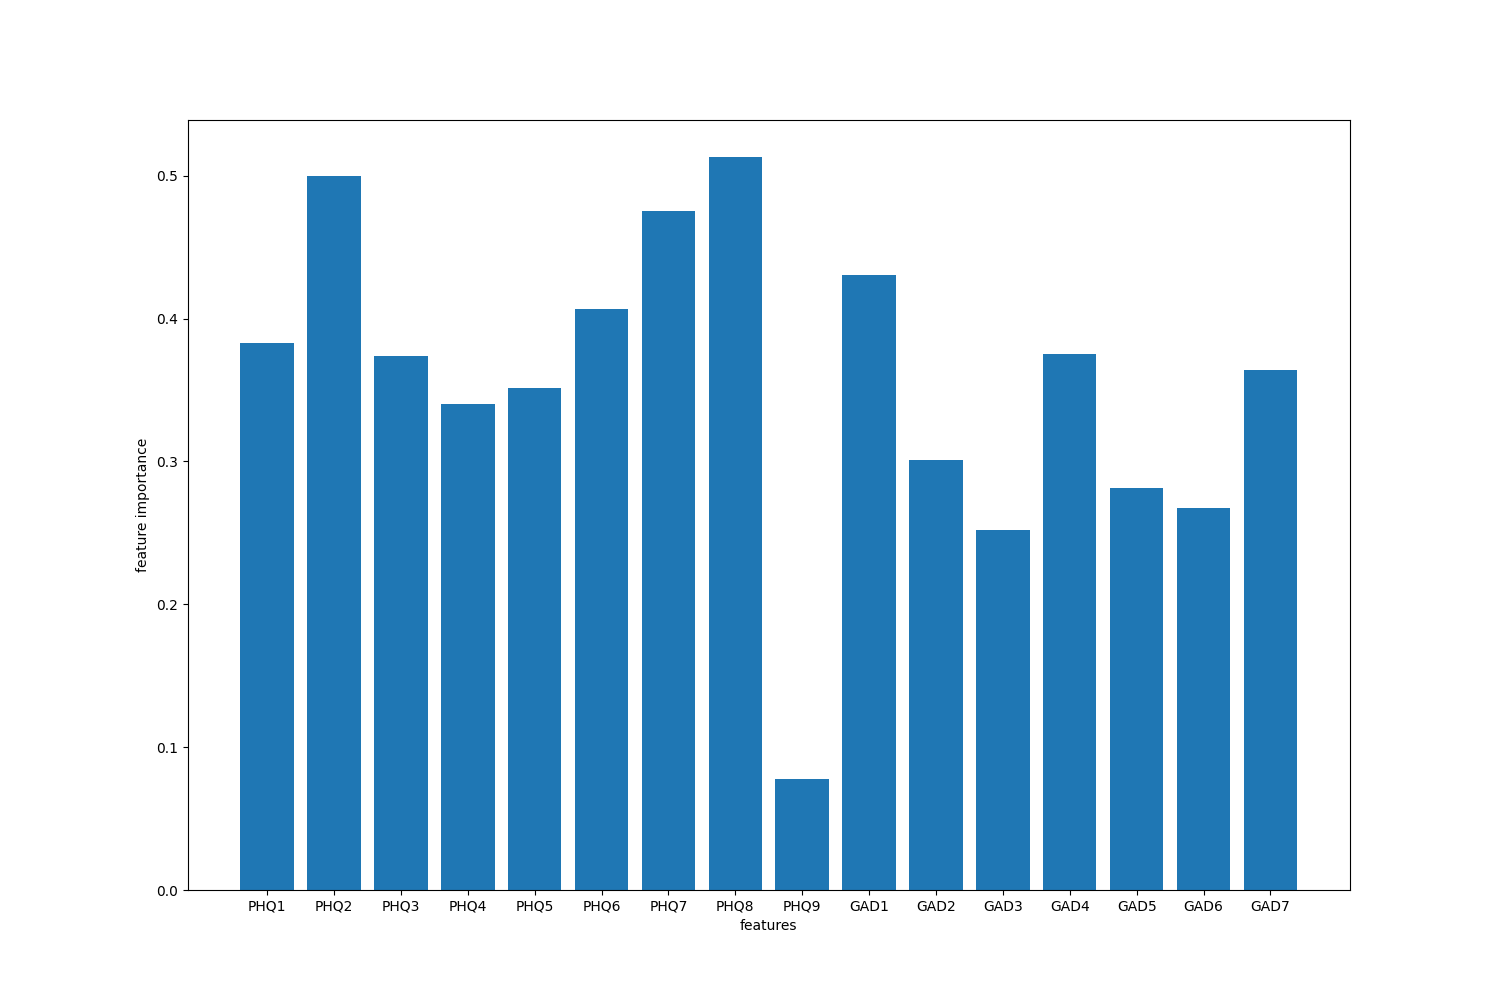 feature importance
0.5
0.4
0.3
0.2
0.1
0.0
PHQ1 PHQ2 PHQ3 PHQ4 PHQ5 PHQ6 PHQ7 PHQ8 PHQ9 GAD1 GAD2 GAD3 GAD4 GAD5 GAD6 GAD7
features